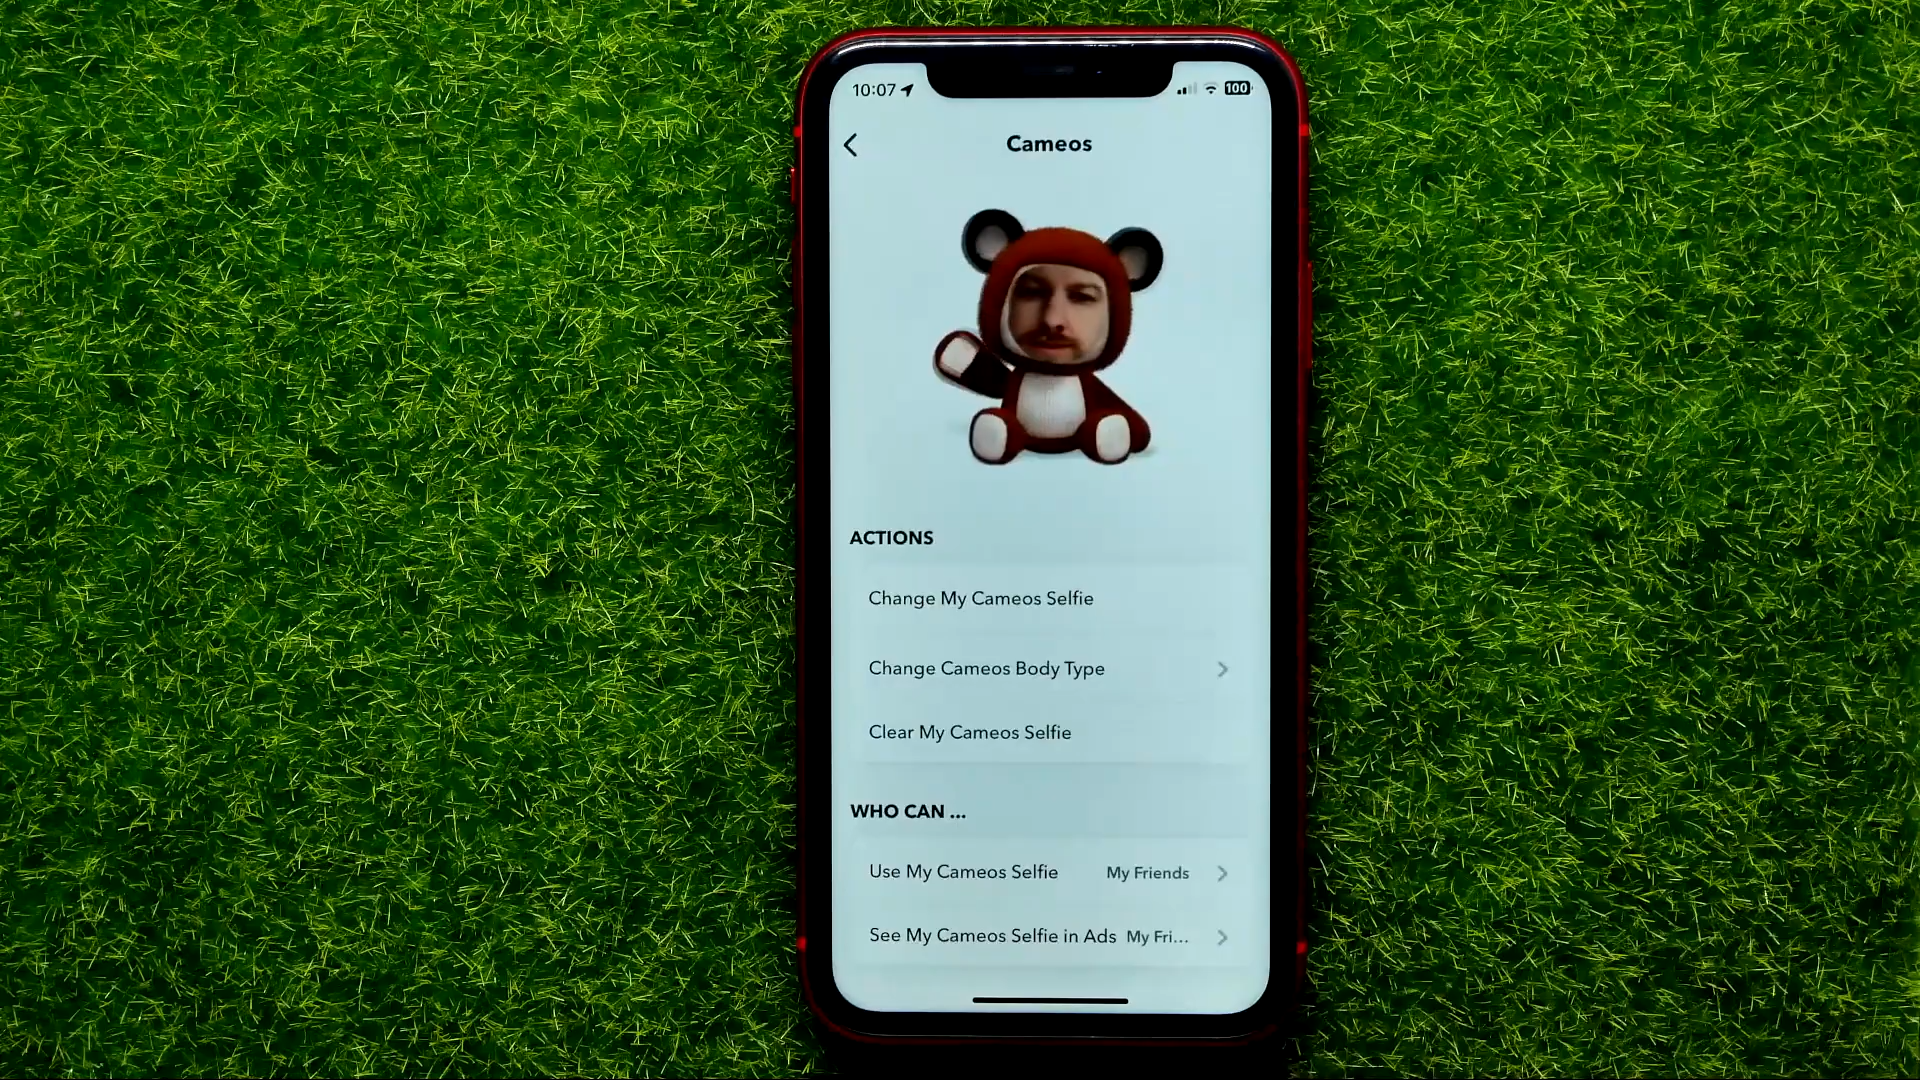 10:07
100
Cameos
ACTIONS
Change My Cameos Selfie
Change Cameos Body Type
Clear My Cameos Selfie
WHO CAN ...
Use My Cameos Selfie My Friends
See My Cameos Selfie in Ads My Fri...